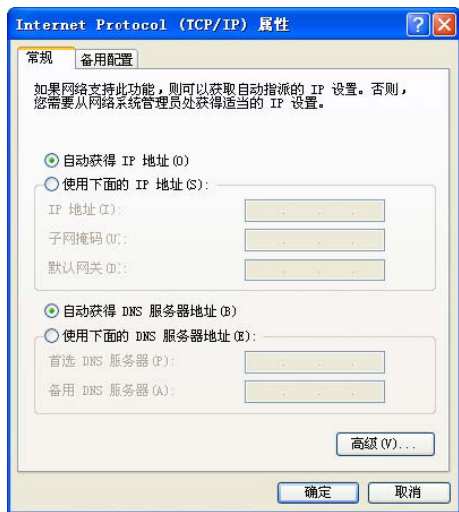 Internet Protocol (TCP/IP) 属性
常规
备用配置
如果网络支持此功能，则可以获取自动指派的 IP 设置。否则，
您需要从网络系统管理员处获得适当的 IP 设置。
自动获得 IP 地址(O)
使用下面的 IP 地址(S):
IP 地址(I):
子网掩码(U):
默认网关(D):
自动获得 DNS 服务器地址(B)
使用下面的 DNS 服务器地址(E):
首选 DNS 服务器(P):
备用 DNS 服务器(A):
高级(V)...
确定
取消